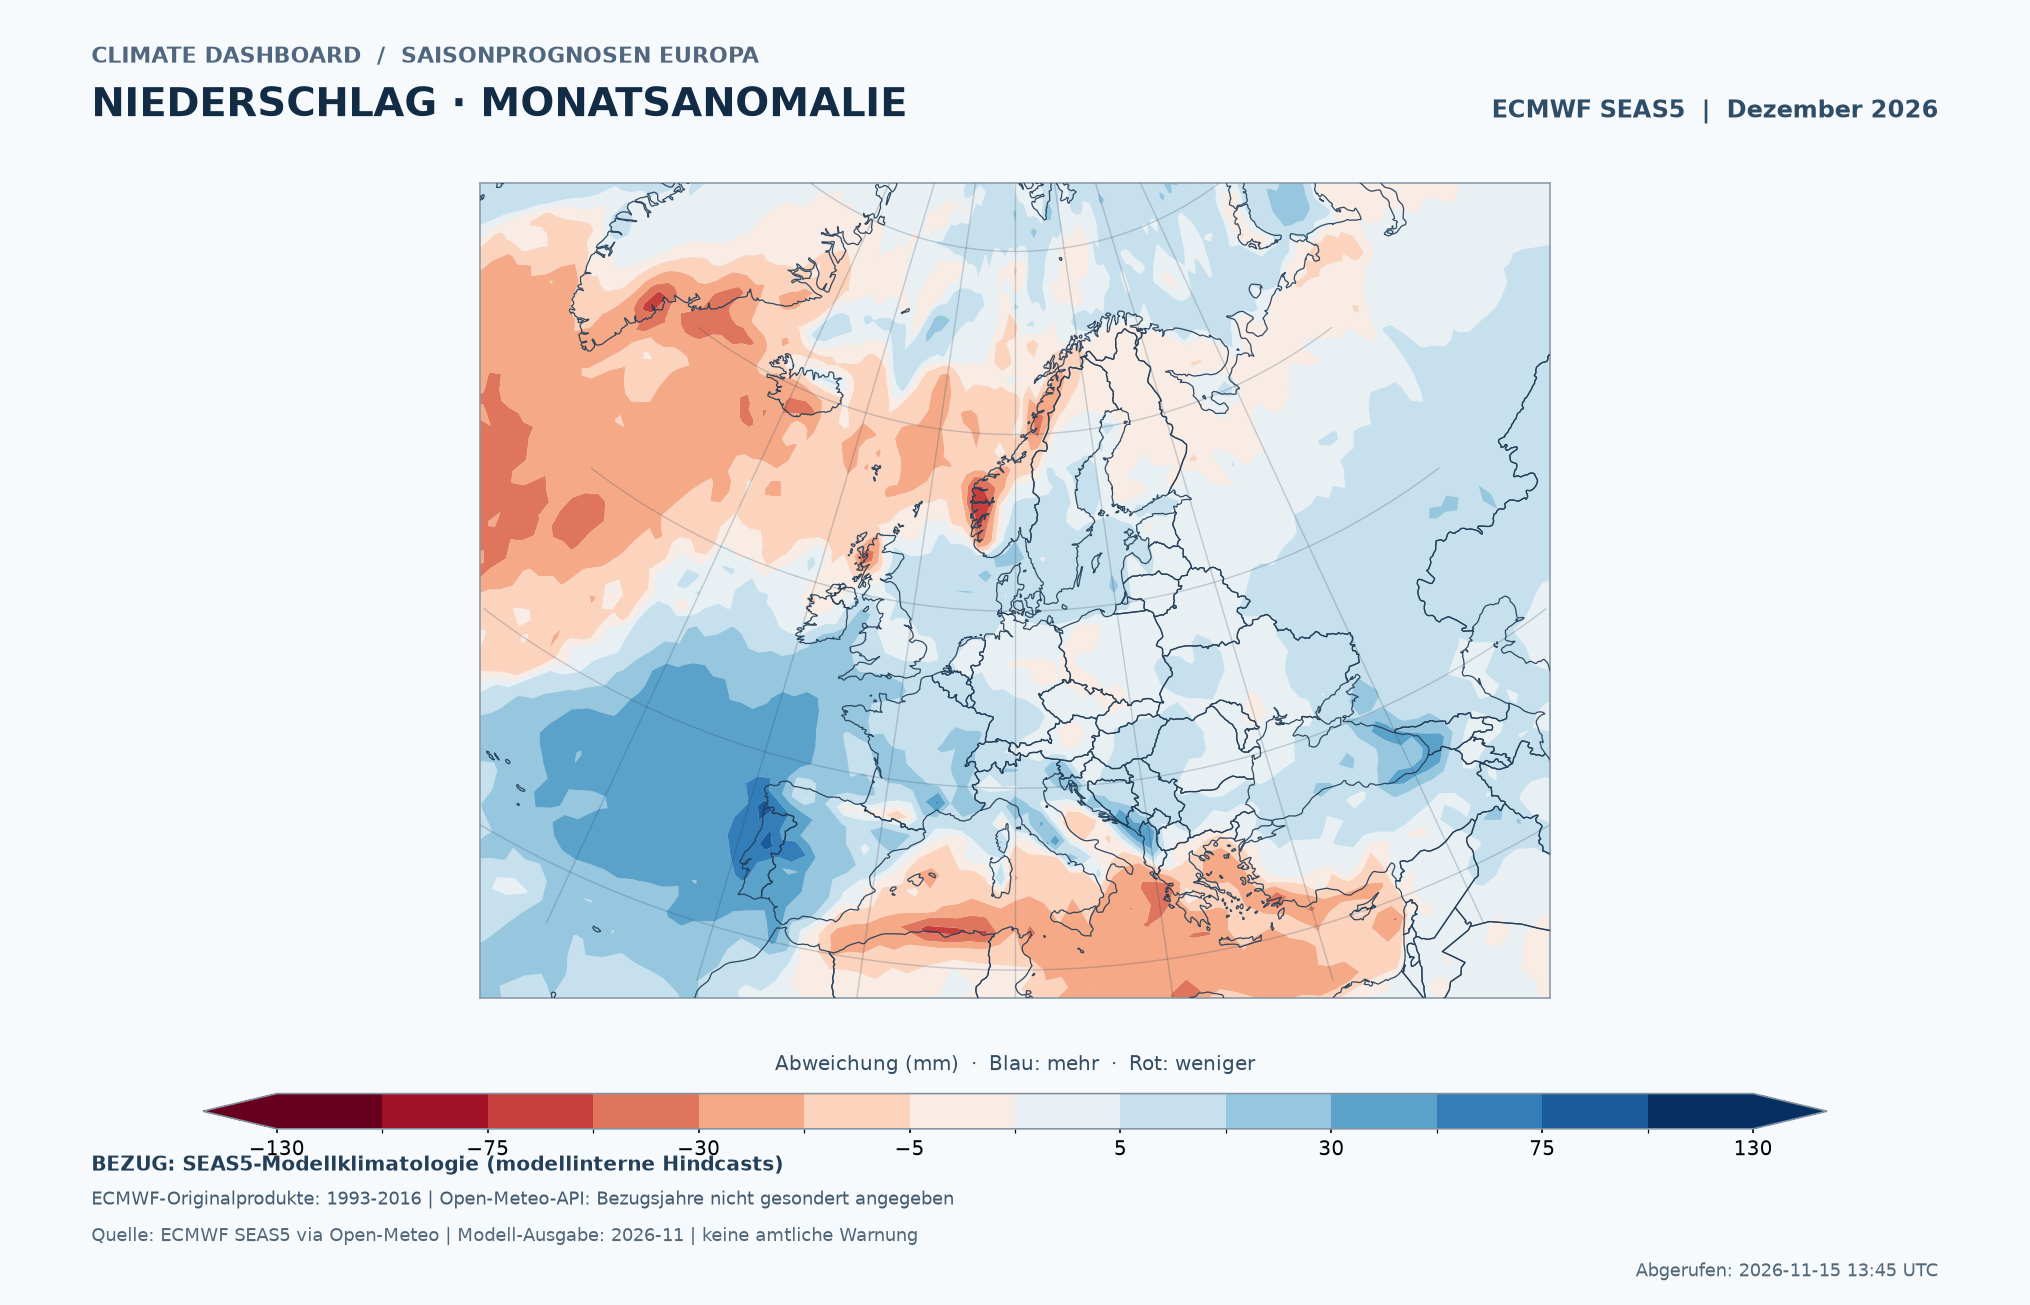 CLIMATE DASHBOARD / SAISONPROGNOSEN EUROPA
NIEDERSCHLAG · MONATSANOMALIE
ECMWF SEAS5 | Dezember 2026
Abweichung (mm) · Blau: mehr · Rot: weniger
−130 −75 −30 −5 5 30 75 130
BEZUG: SEAS5-Modellklimatologie (modellinterne Hindcasts)
ECMWF-Originalprodukte: 1993-2016 | Open-Meteo-API: Bezugsjahre nicht gesondert angegeben
Quelle: ECMWF SEAS5 via Open-Meteo | Modell-Ausgabe: 2026-11 | keine amtliche Warnung
Abgerufen: 2026-11-15 13:45 UTC